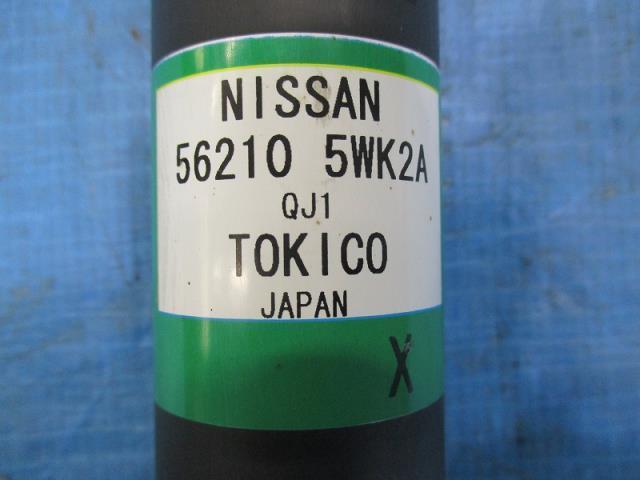 NISSAN
56210 5WK2A
QJ1
TOKICO
JAPAN
X